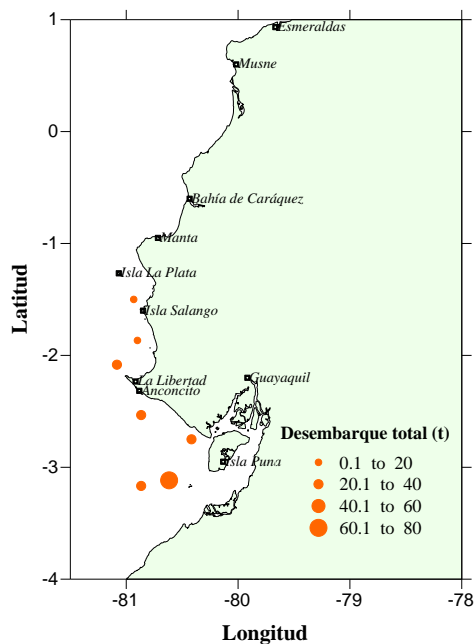 1
Esmeraldas
Musne
0
Bahía de Caráquez
-1
Manta
Isla La Plata
Isla Salango
Latitud
-2
La Libertad
Guayaquil
Anconcito
Desembarque total (t)
Isla Puna
0.1 to 20
-3
20.1 to 40
40.1 to 60
60.1 to 80
-4
-81 -80 -79 -78
Longitud